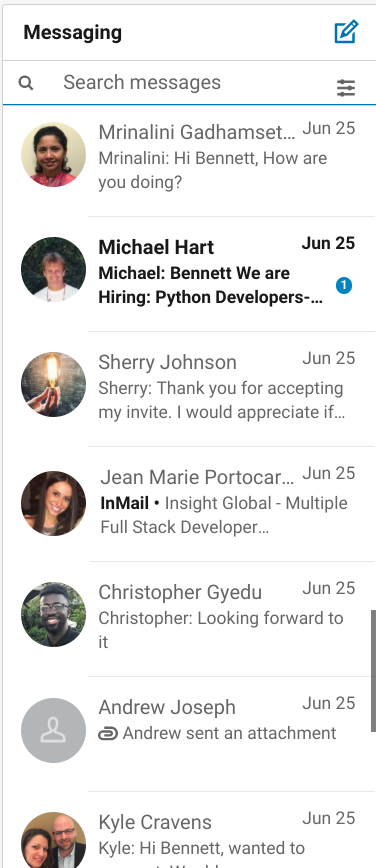 Messaging
Search messages
Mrinalini Gadhamset… Jun 25
Mrinalini: Hi Bennett, How are
you doing?
Michael Hart Jun 25
Michael: Bennett We are
Hiring: Python Developers-…
1
Sherry Johnson Jun 25
Sherry: Thank you for accepting
my invite. I would appreciate if…
Jean Marie Portocar… Jun 25
InMail • Insight Global - Multiple
Full Stack Developer…
Christopher Gyedu Jun 25
Christopher: Looking forward to
it
Andrew Joseph Jun 25
Andrew sent an attachment
Kyle Cravens Jun 25
Kyle: Hi Bennett, wanted to